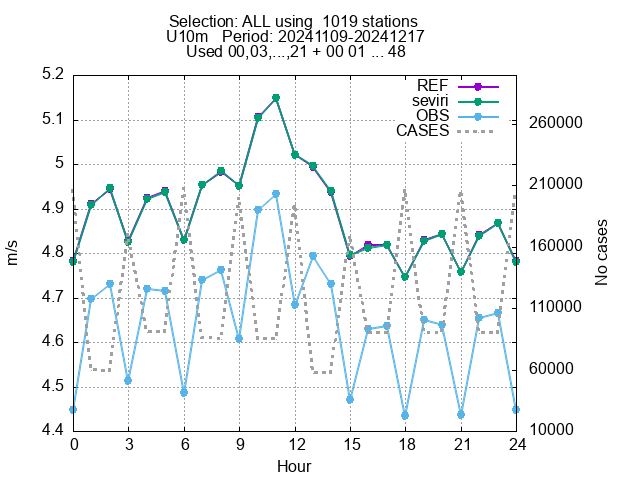 Selection: ALL using  1019 stations
U10m   Period: 20241109-20241217
Used 00,03,...,21 + 00 01 ... 48
5.2
5.1
5
4.9
4.8
4.7
4.6
4.5
4.4
m/s
REF
seviri
OBS
CASES
260000
210000
160000
110000
60000
10000
No cases
0 3 6 9 12 15 18 21 24
Hour